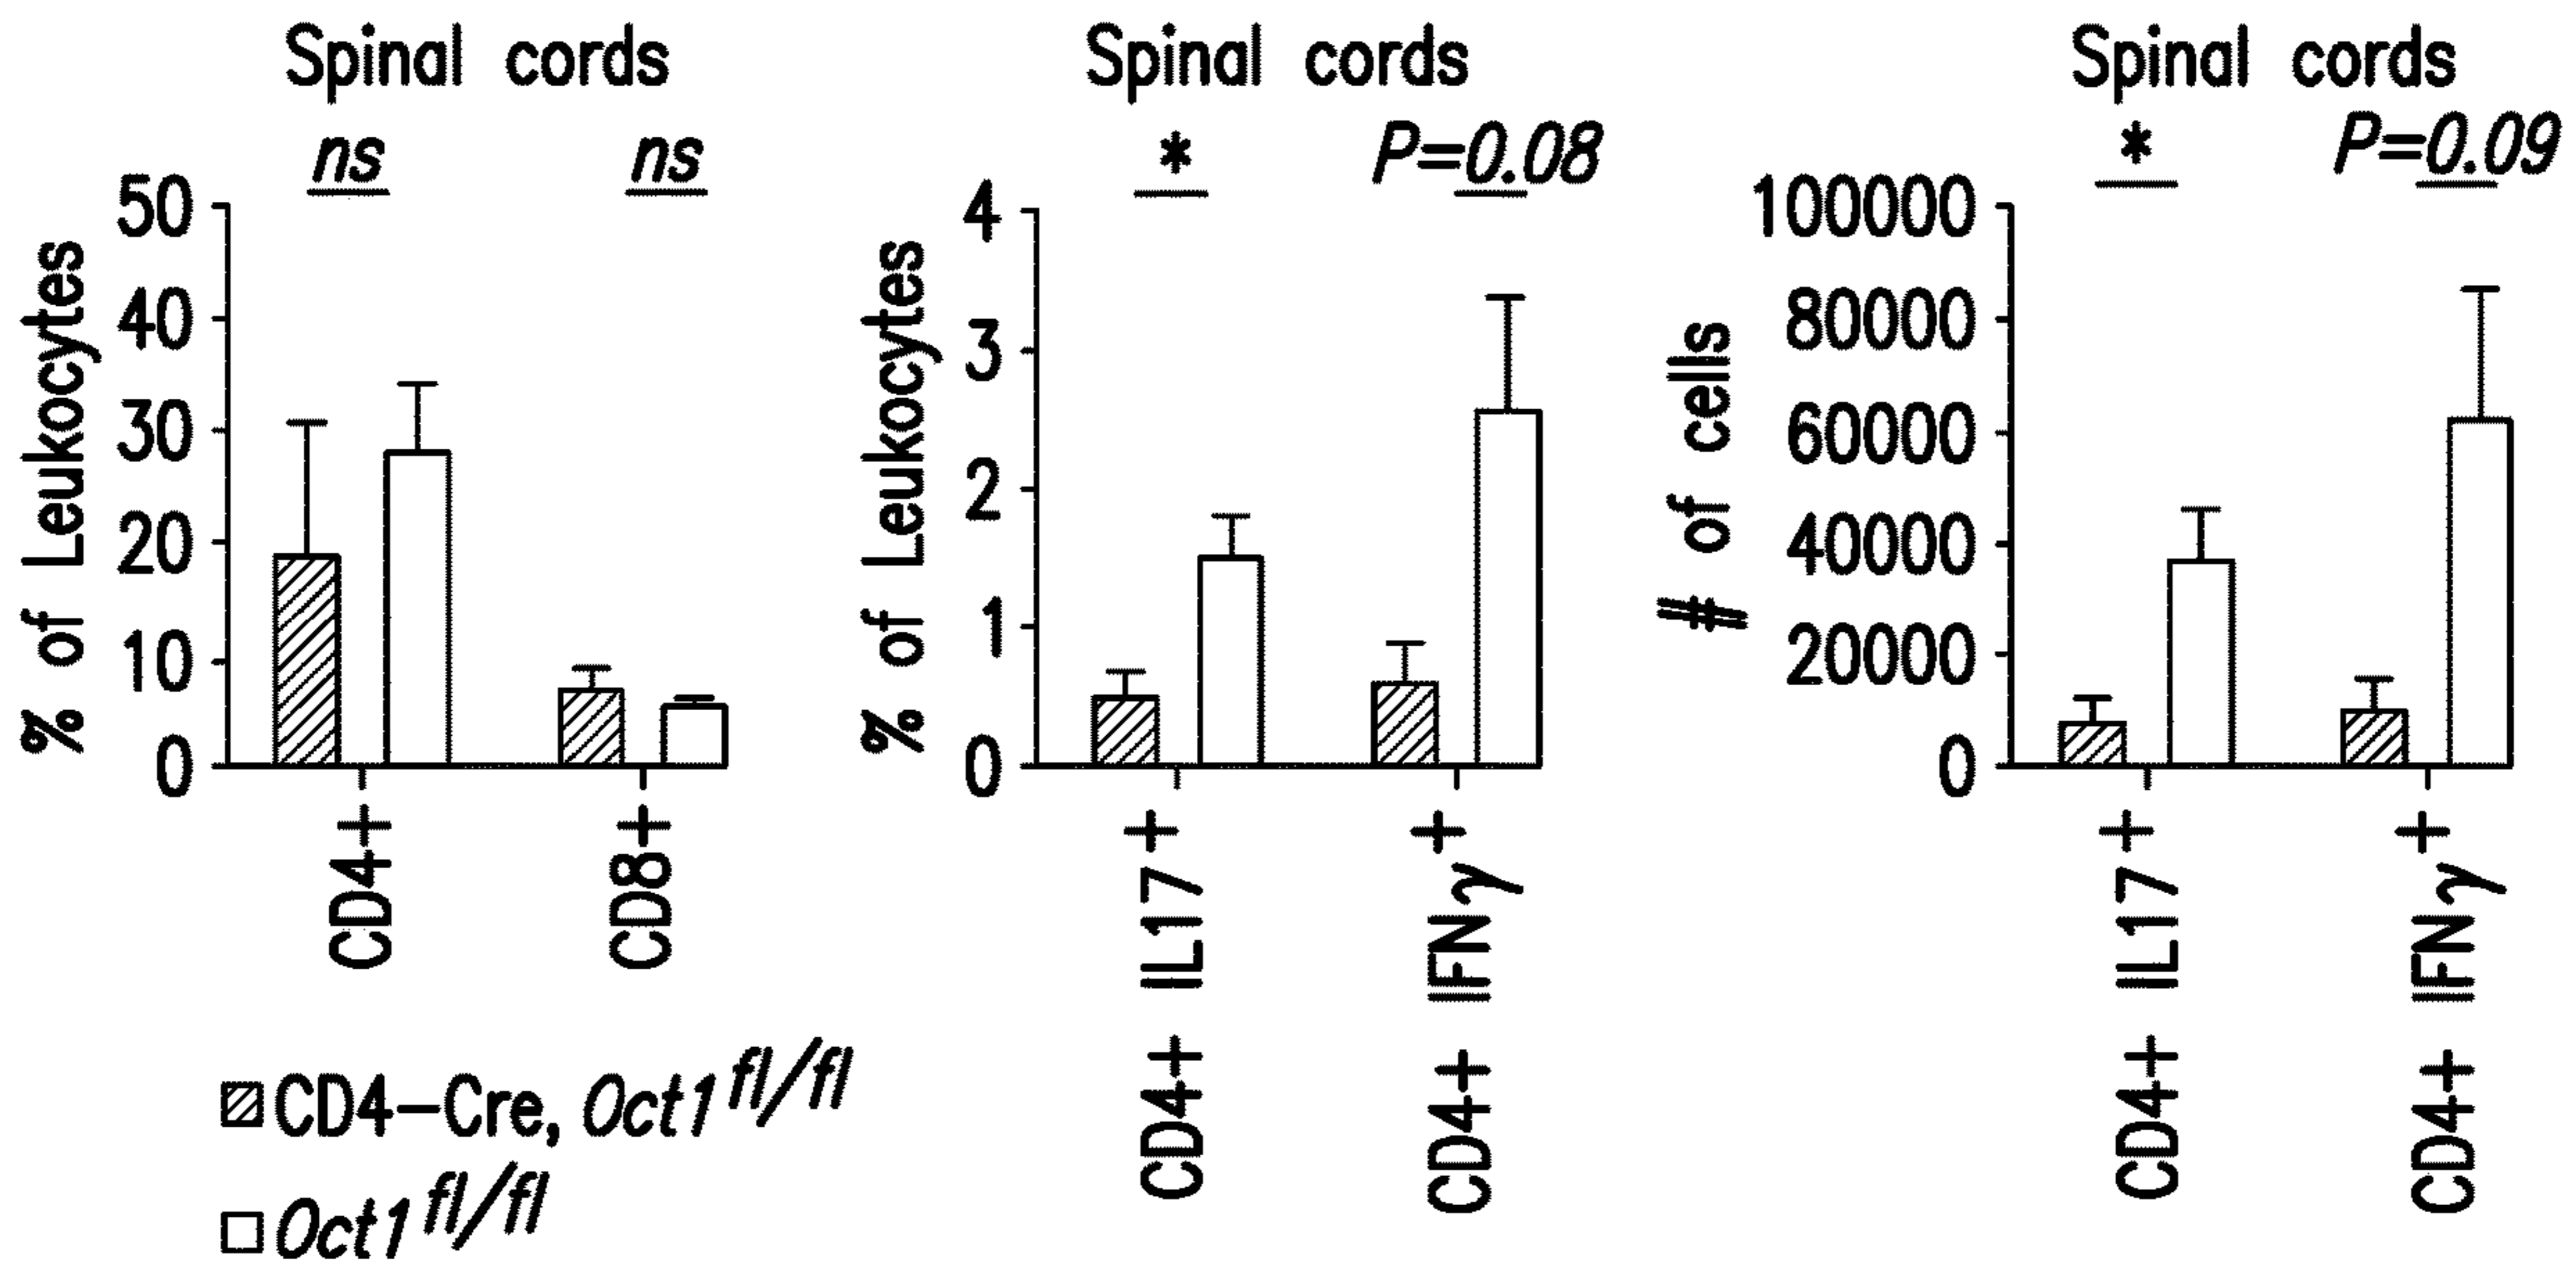 Spinal cords
ns
ns
50
40
30
20
10
0
% of Leukocytes
CD4+
CD8+
Spinal cords
*
P=0.08
4
3
2
1
0
% of Leukocytes
CD4+ IL17+
CD4+ IFNγ+
Spinal cords
*
P=0.09
100000
80000
60000
40000
20000
0
# of cells
CD4+ IL17+
CD4+ IFNγ+
CD4-Cre, Oct1fl/fl
Oct1fl/fl